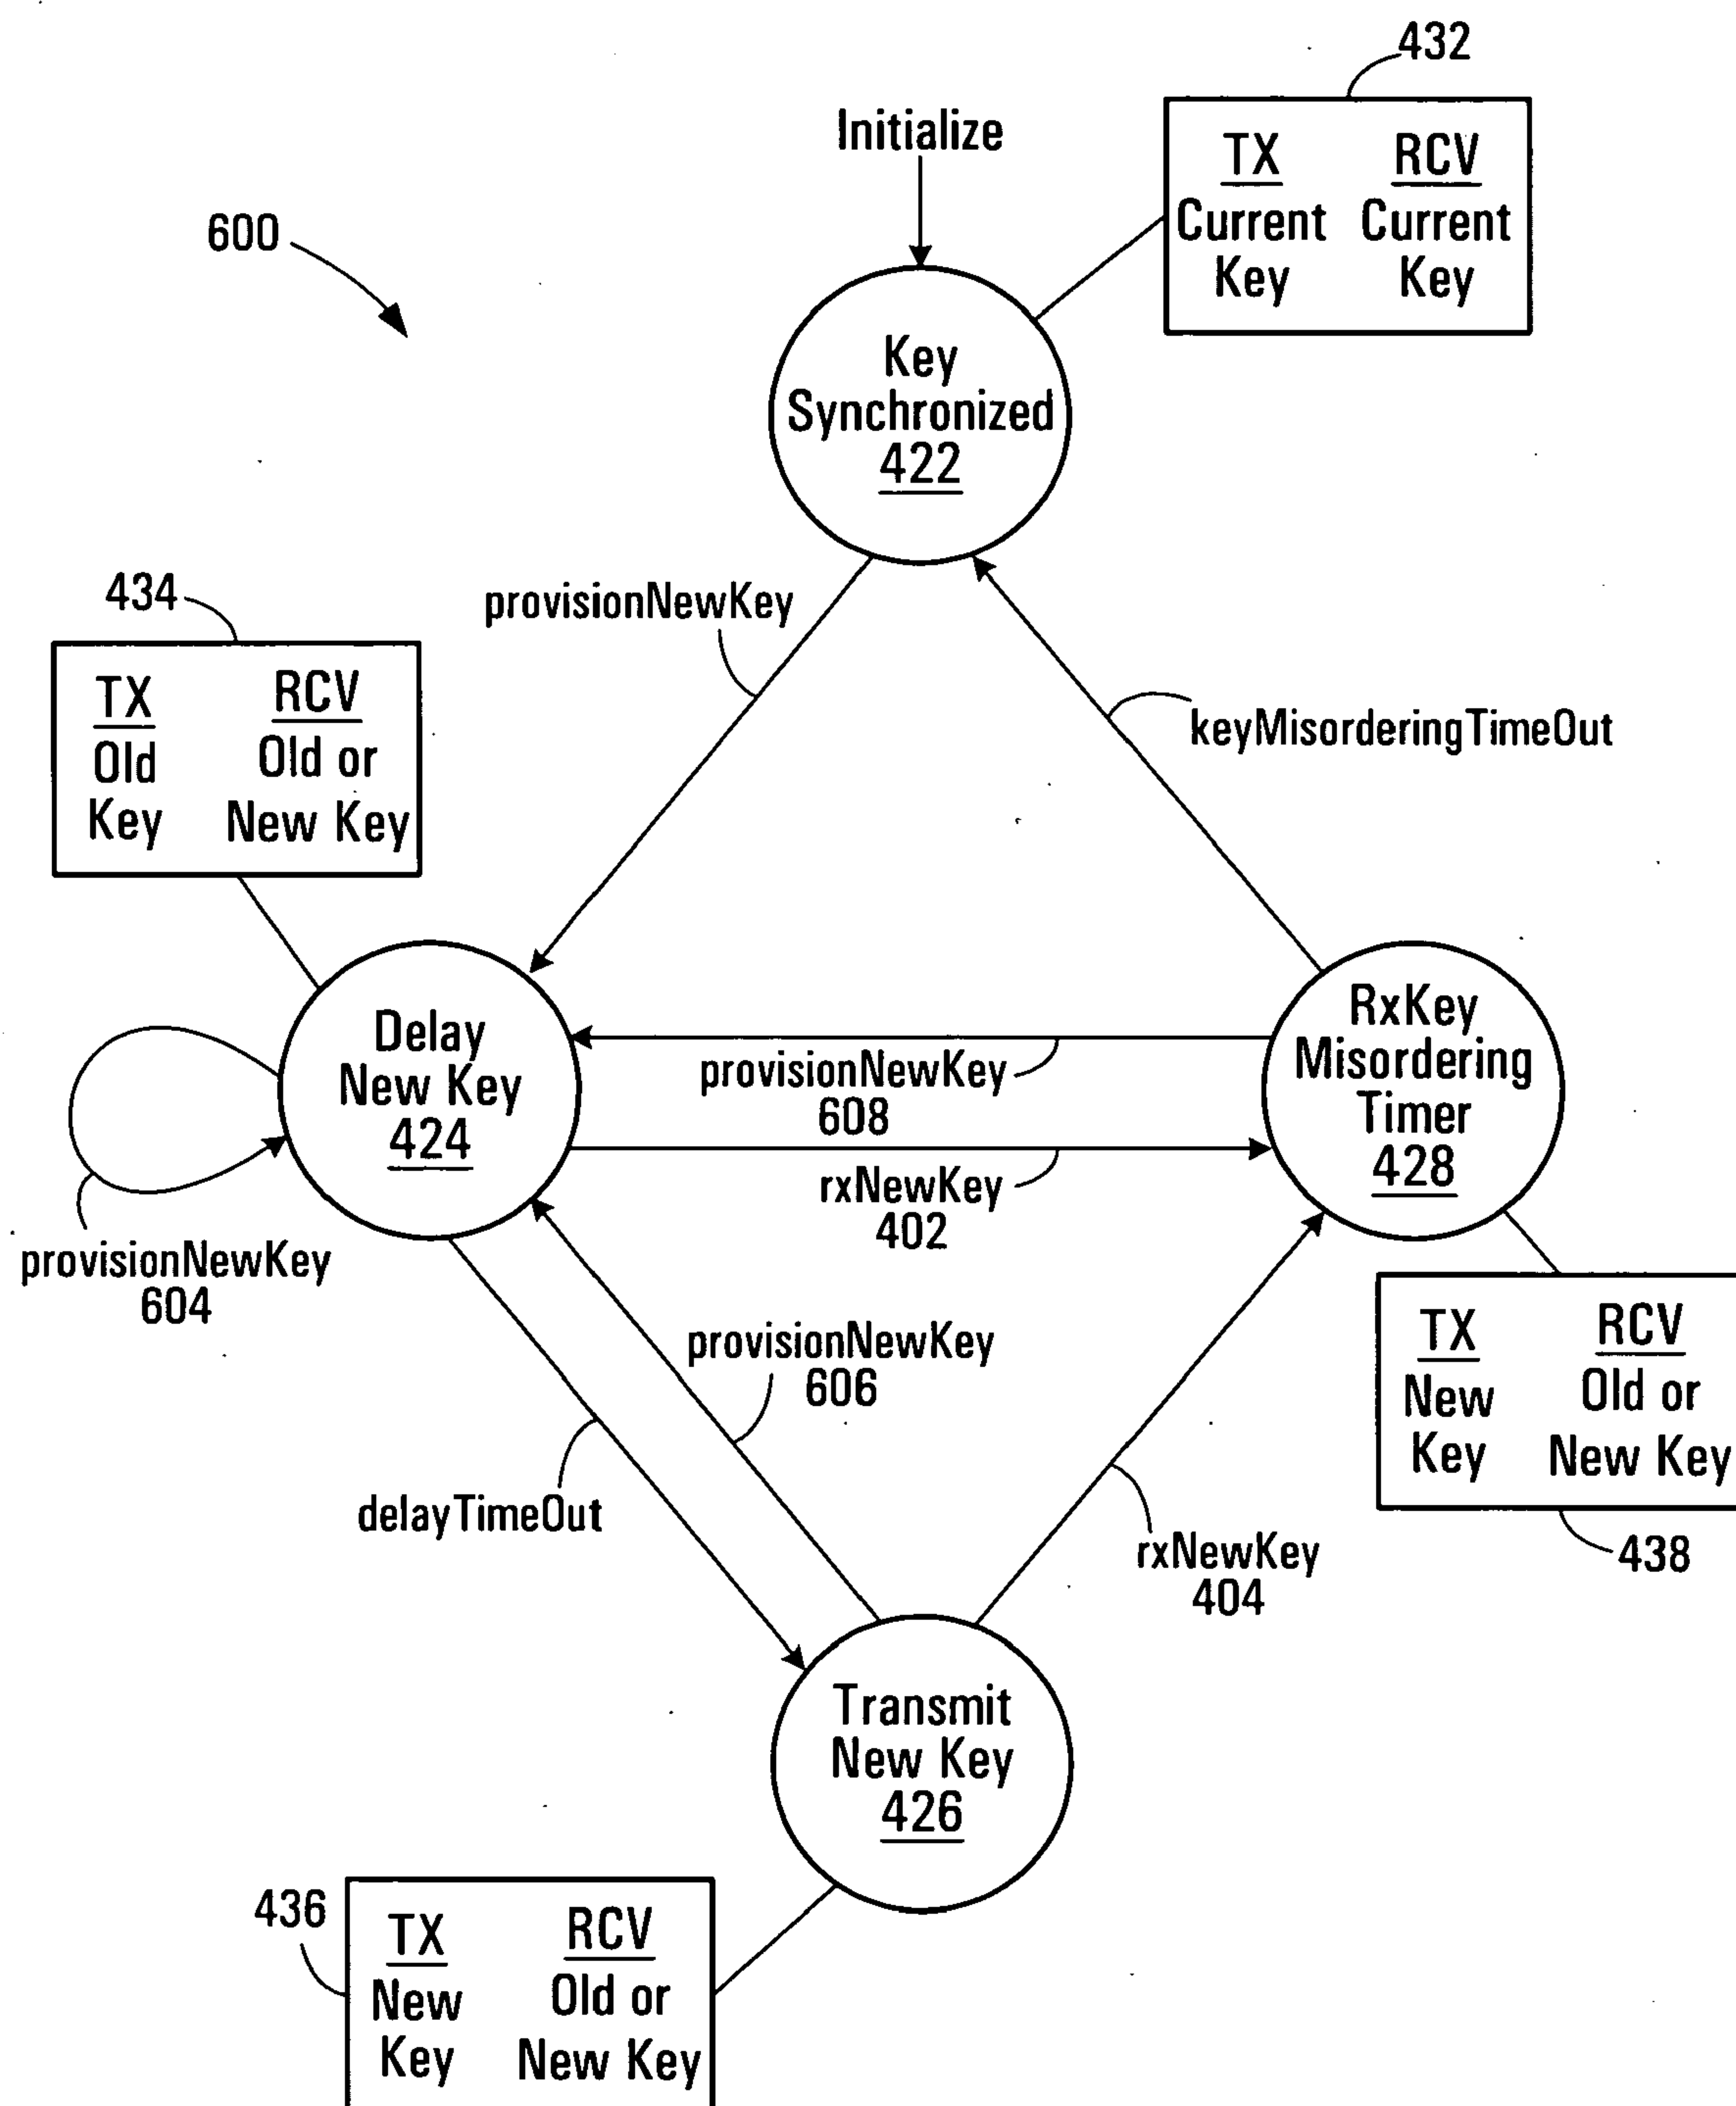 432
Initialize
TX RCV
Current Current
Key Key
600
Key
Synchronized
422
434
provisionNewKey
TX RCV
Old Old or
Key New Key
keyMisorderingTimeOut
Delay
New Key
424
RxKey
Misordering
Timer
428
provisionNewKey
608
rxNewKey
402
provisionNewKey
604
provisionNewKey
606
TX RCV
New Old or
Key New Key
delayTimeOut
rxNewKey
404
438
Transmit
New Key
426
436
TX RCV
New Old or
Key New Key